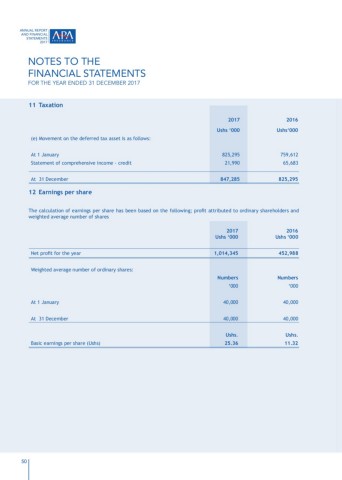 ANNUAL REPORT
AND FINANCIAL
STATEMENTS
2017
APA
NOTES TO THE
FINANCIAL STATEMENTS
FOR THE YEAR ENDED 31 DECEMBER 2017
11 Taxation
2017 2016
Ushs '000 Ushs'000
(e) Movement on the deferred tax asset is as follows:
At 1 January 825,295 759,612
Statement of comprehensive income - credit 21,990 65,683
At 31 December 847,285 825,295
12 Earnings per share
The calculation of earnings per share has been based on the following; profit attributed to ordinary shareholders and
weighted average number of shares
2017 2016
Ushs '000 Ushs '000
Net profit for the year 1,014,345 452,988
Weighted average number of ordinary shares:
Numbers Numbers
'000 '000
At 1 January 40,000 40,000
At 31 December 40,000 40,000
Ushs. Ushs.
Basic earnings per share (Ushs) 25.36 11.32
50